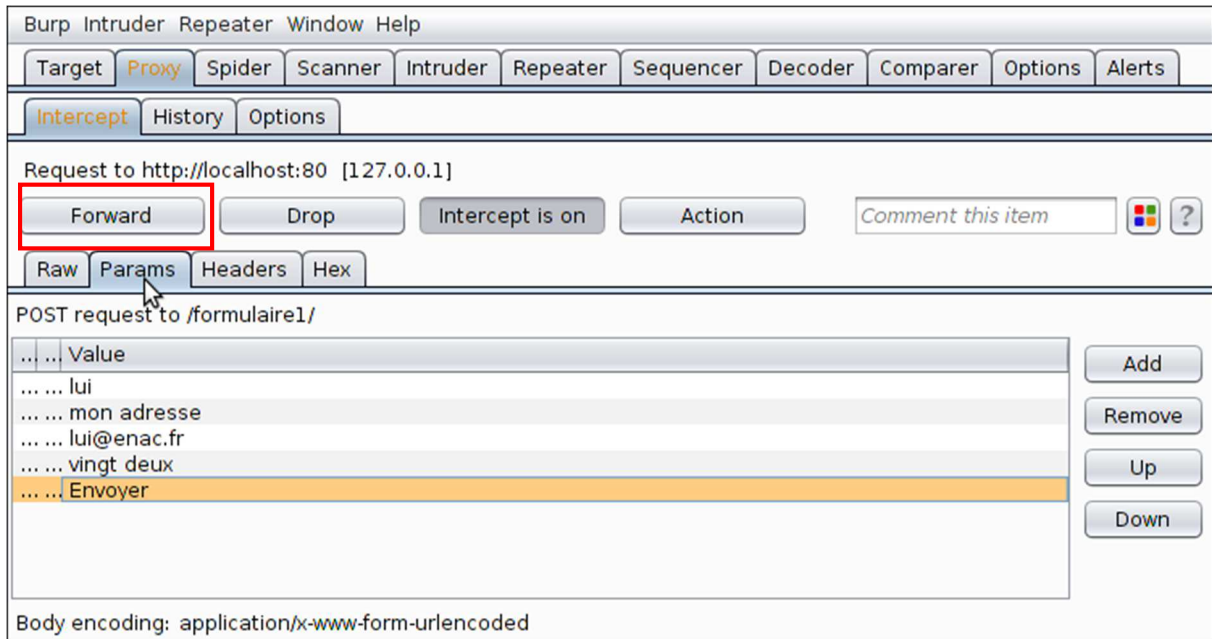 Burp Intruder Repeater Window Help
Target Proxy Spider Scanner Intruder Repeater Sequencer Decoder Comparer Options Alerts
Intercept History Options
Request to http://localhost:80 [127.0.0.1]
Forward Drop Intercept is on Action Comment this item ?
Raw Params Headers Hex
POST request to /formulaire1/
... ... Value
... ... lui
... ... mon adresse
... ... lui@enac.fr
... ... vingt deux
... ... Envoyer
Add
Remove
Up
Down
Body encoding: application/x-www-form-urlencoded